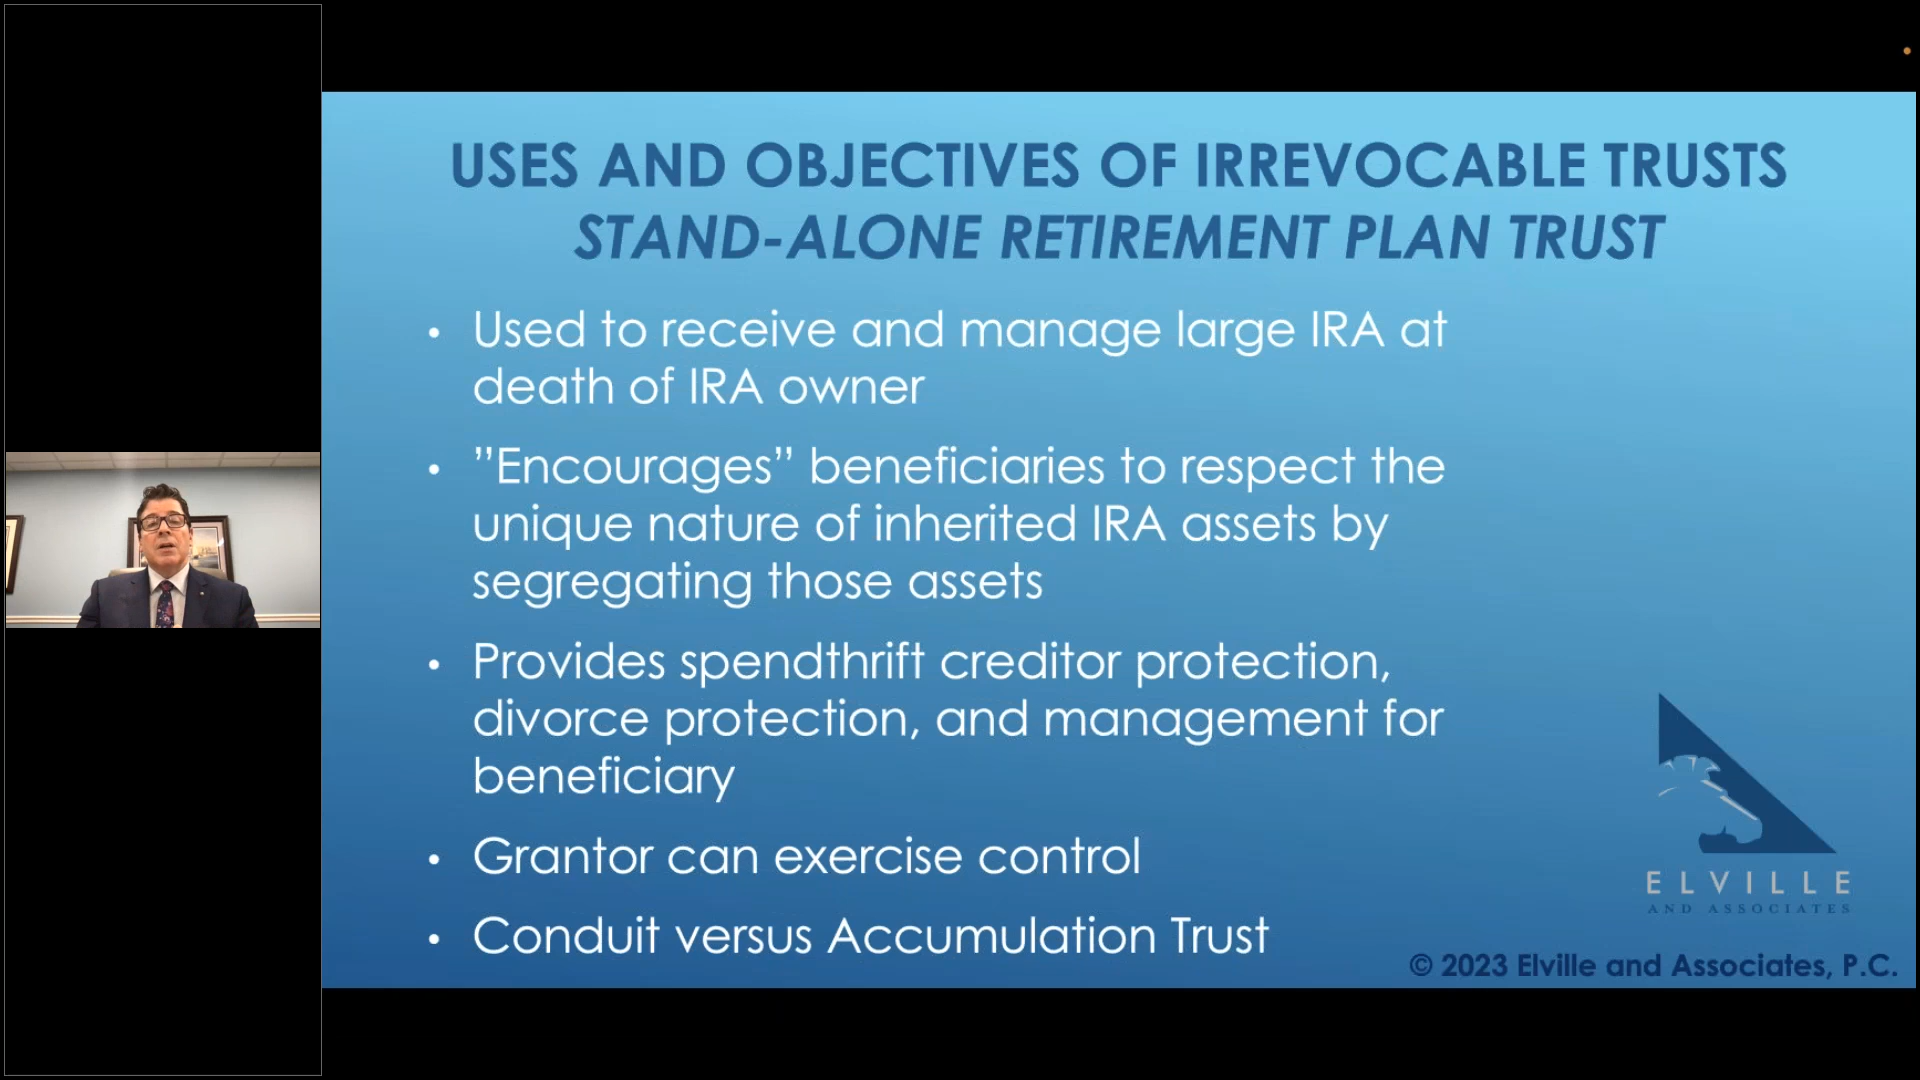 USES AND OBJECTIVES OF IRREVOCABLE TRUSTS
STAND-ALONE RETIREMENT PLAN TRUST
• Used to receive and manage large IRA at
death of IRA owner
• ”Encourages” beneficiaries to respect the
unique nature of inherited IRA assets by
segregating those assets
• Provides spendthrift creditor protection,
divorce protection, and management for
beneficiary
• Grantor can exercise control
• Conduit versus Accumulation Trust
ELVILLE
AND ASSOCIATES
© 2023 Elville and Associates, P.C.